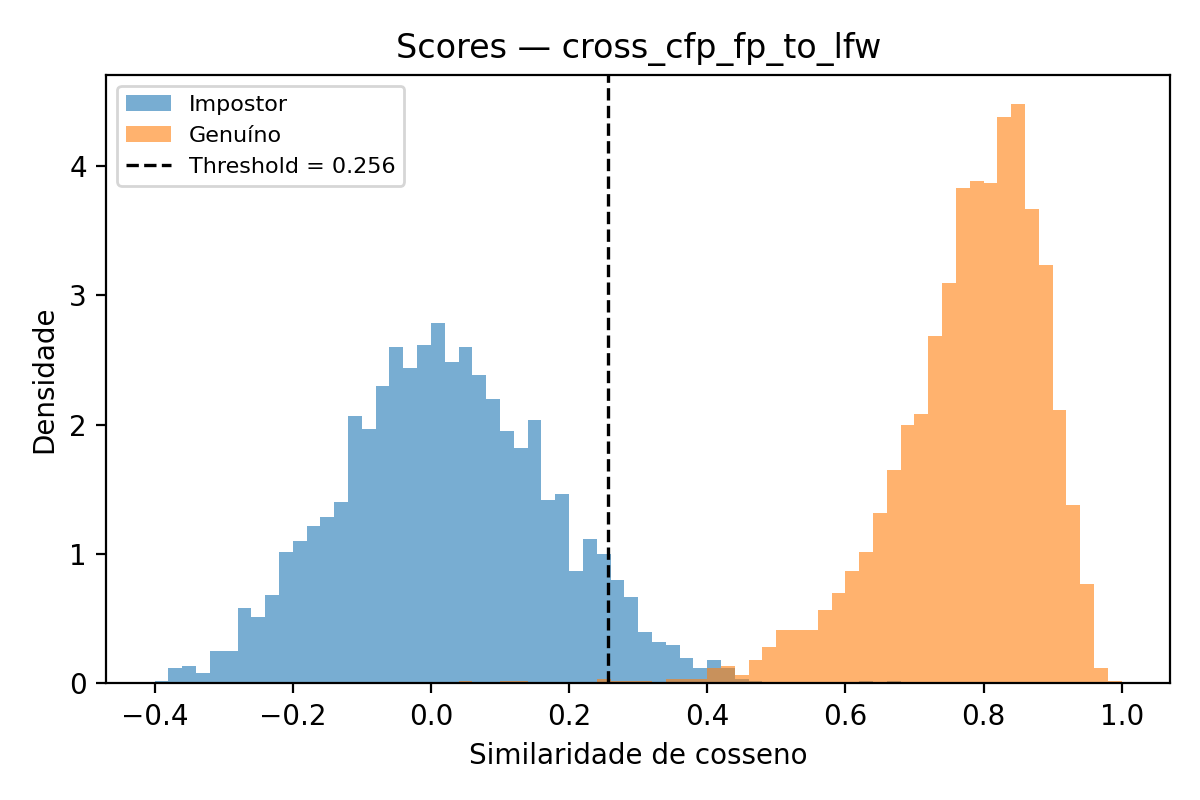 Scores — cross_cfp_fp_to_lfw
Impostor
Genuíno
Threshold = 0.256
Densidade
4
3
2
1
0
−0.4 −0.2 0.0 0.2 0.4 0.6 0.8 1.0
Similaridade de cosseno